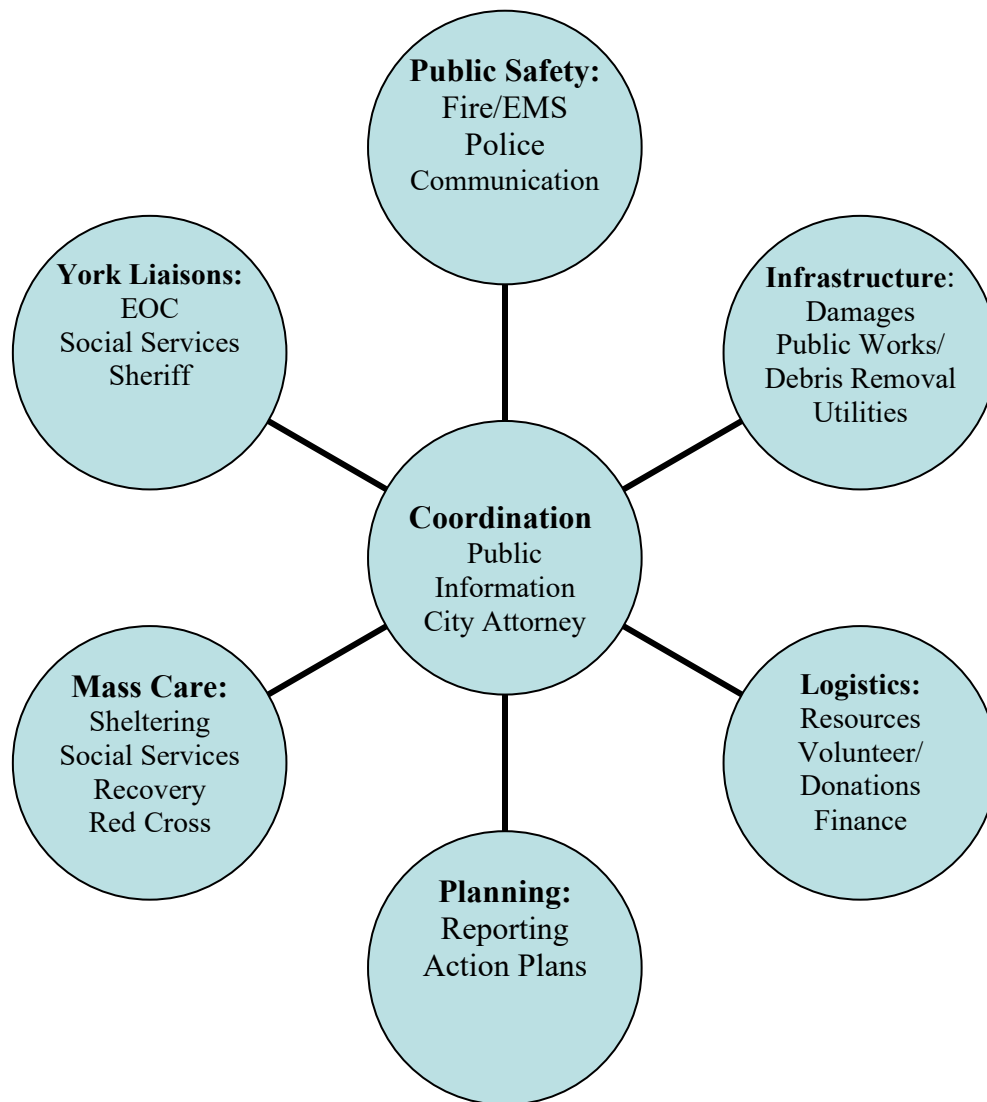 Public Safety:
Fire/EMS
Police
Communication
York Liaisons:
EOC
Social Services
Sheriff
Infrastructure:
Damages
Public Works/
Debris Removal
Utilities
Coordination
Public
Information
City Attorney
Mass Care:
Sheltering
Social Services
Recovery
Red Cross
Logistics:
Resources
Volunteer/
Donations
Finance
Planning:
Reporting
Action Plans